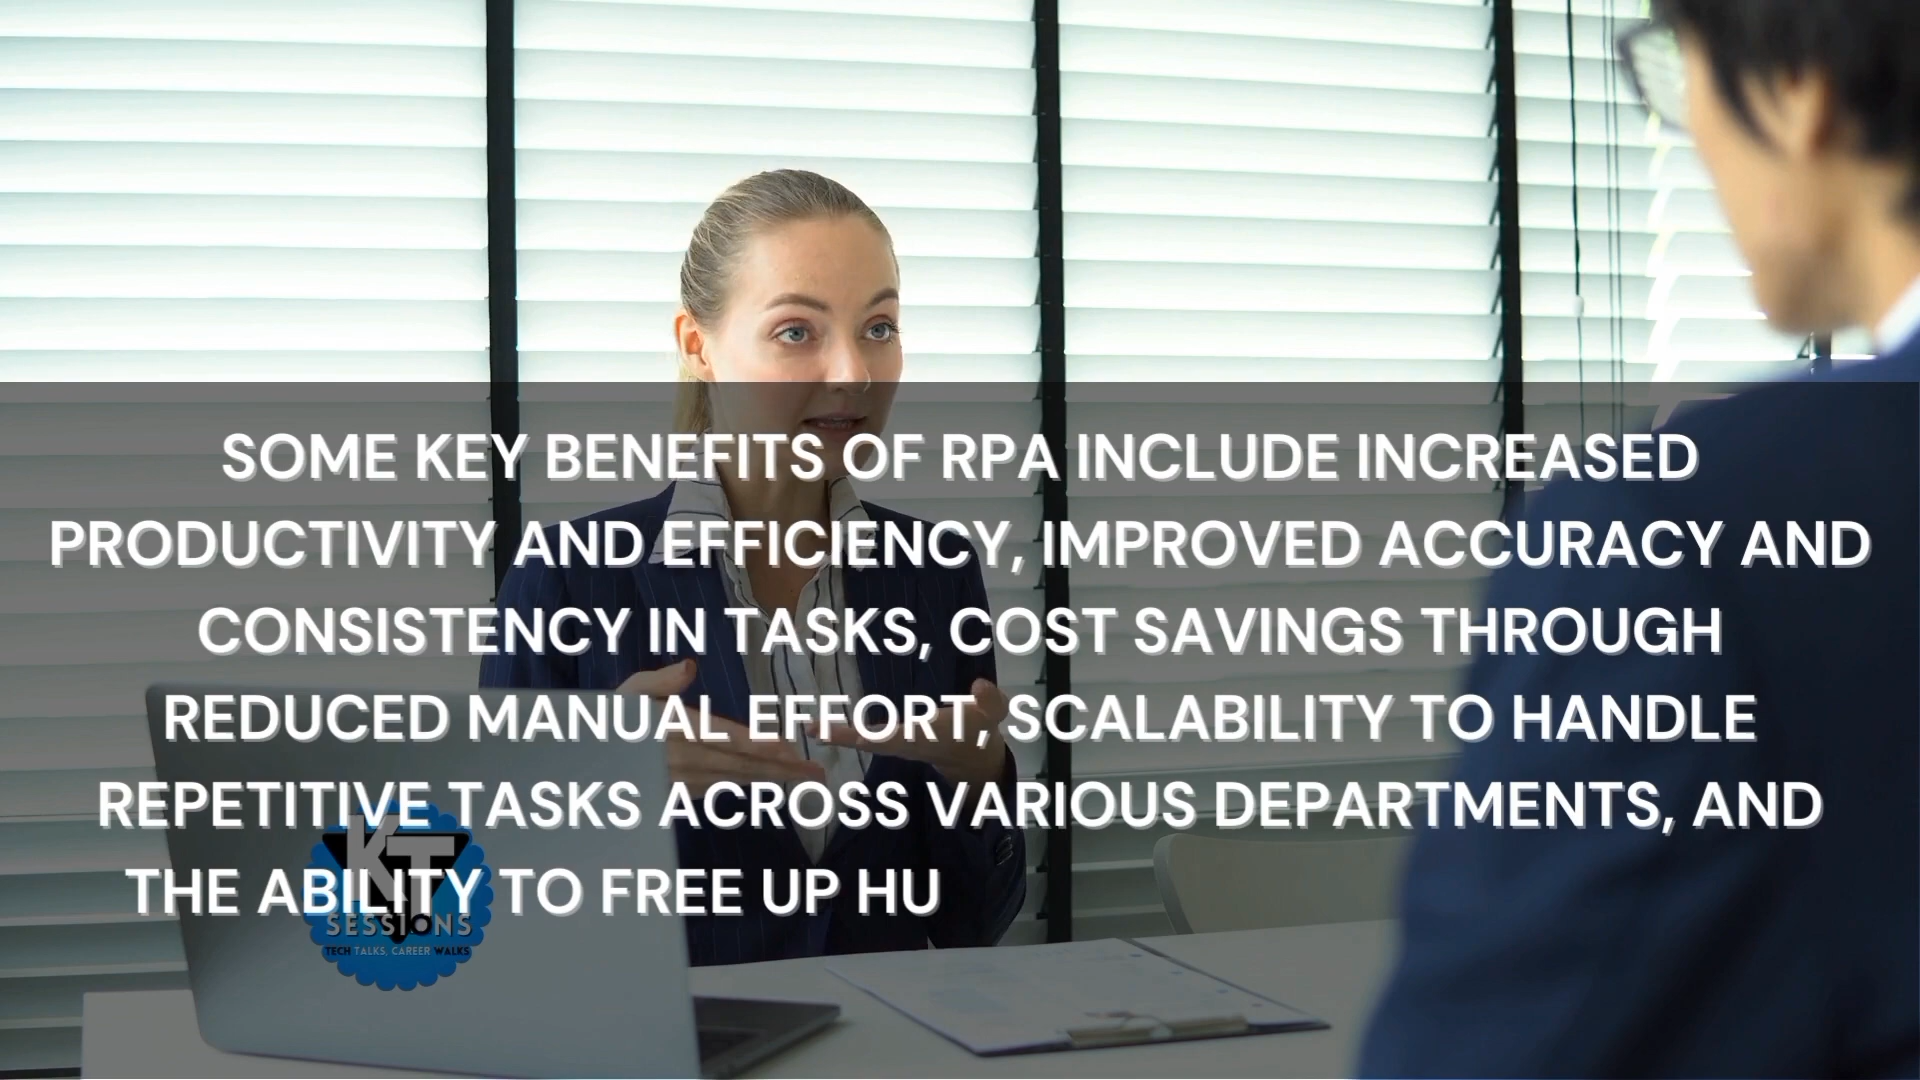 SOME KEY BENEFITS OF RPA INCLUDE INCREASED
PRODUCTIVITY AND EFFICIENCY, IMPROVED ACCURACY AND
CONSISTENCY IN TASKS, COST SAVINGS THROUGH
REDUCED MANUAL EFFORT, SCALABILITY TO HANDLE
REPETITIVE TASKS ACROSS VARIOUS DEPARTMENTS, AND
THE ABILITY TO FREE UP HU
KT
SESSIONS
TECH TALKS, CAREER WALKS